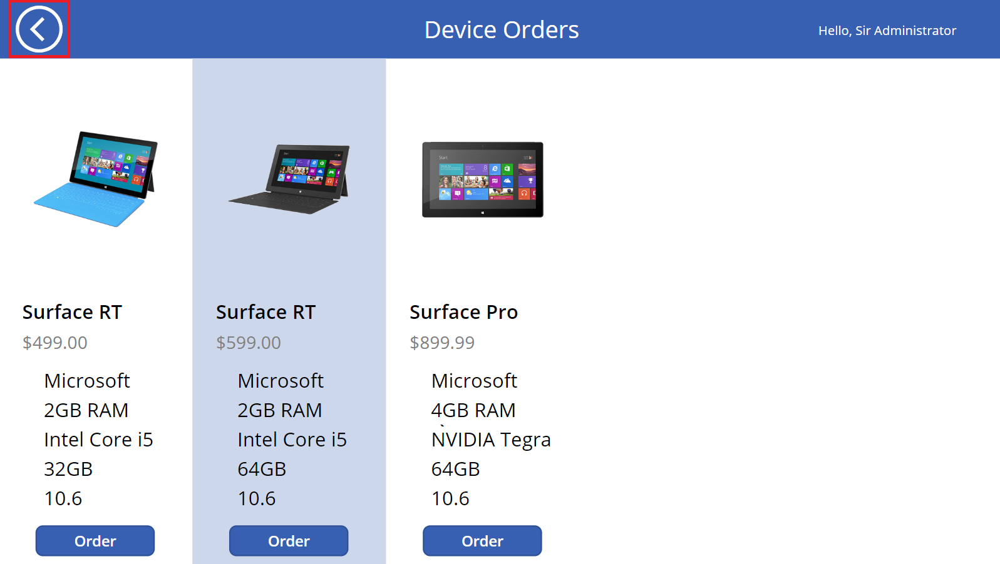 Device Orders
Hello, Sir Administrator
Surface RT
$499.00
Microsoft
2GB RAM
Intel Core i5
32GB
10.6
Order
Surface RT
$599.00
Microsoft
2GB RAM
Intel Core i5
64GB
10.6
Order
Start
Surface Pro
$899.99
Microsoft
4GB RAM
NVIDIA Tegra
64GB
10.6
Order